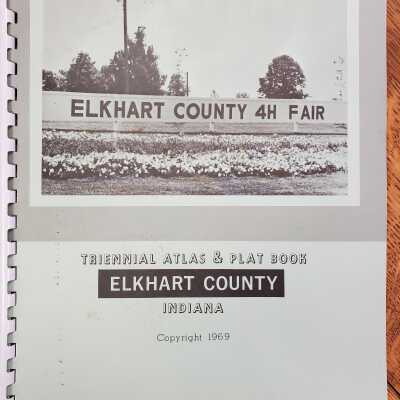 ELKHART COUNTY 4H FAIR
TRIENNIAL ATLAS & PLAT BOOK
ELKHART COUNTY
INDIANA
Copyright 1969